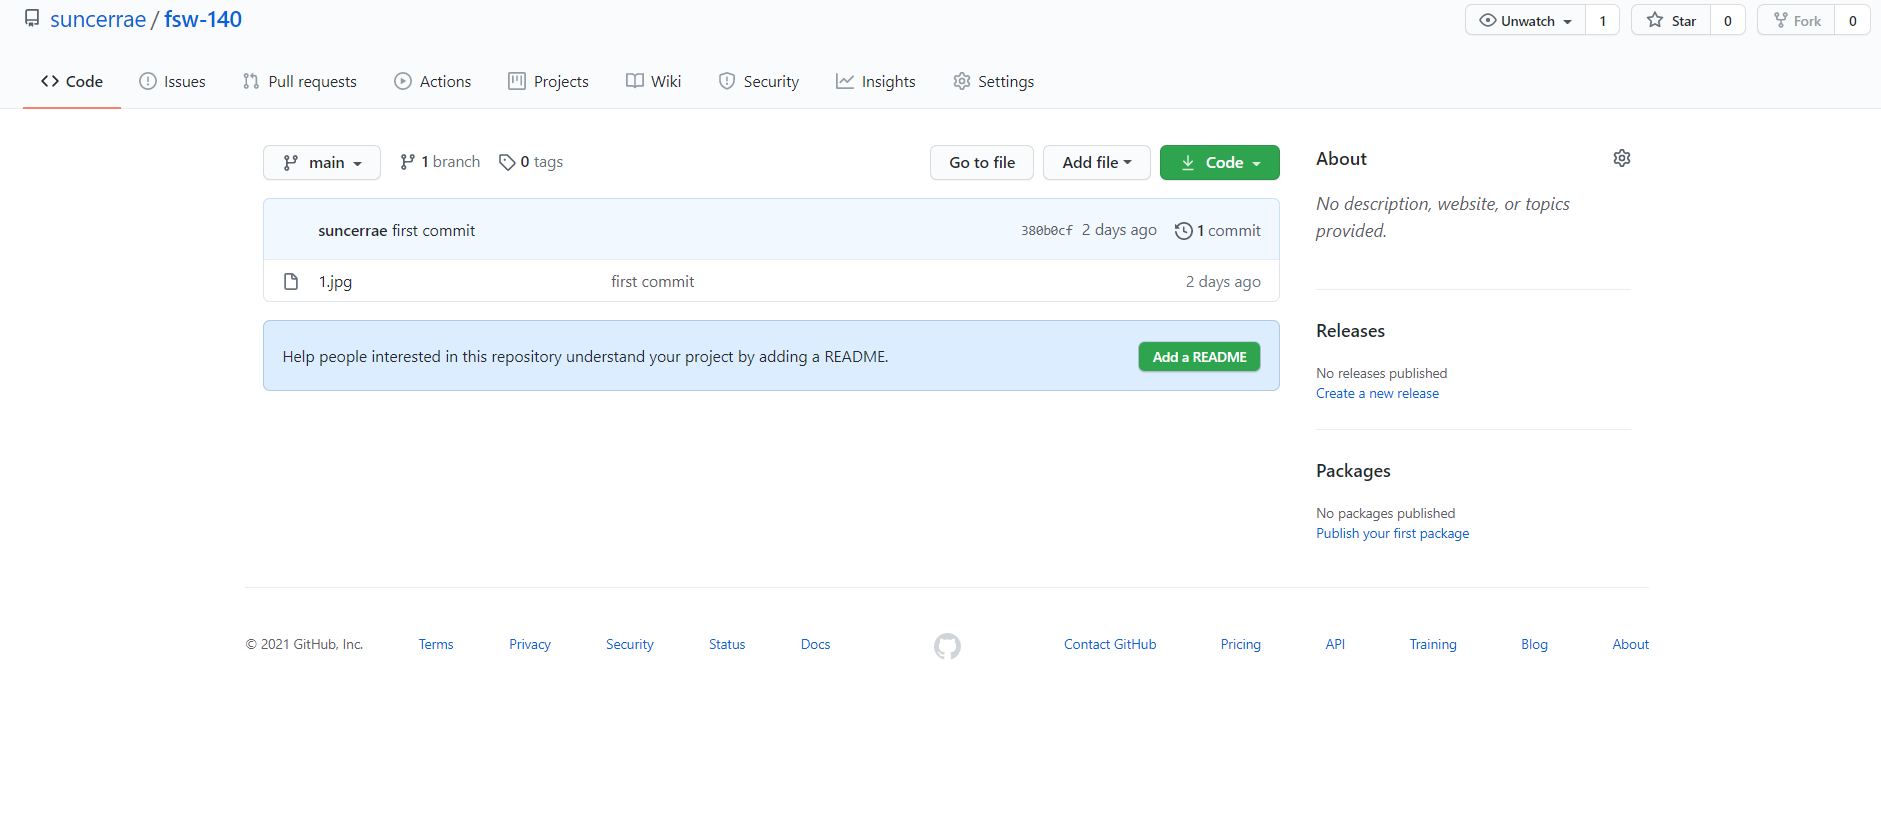 suncerrae / fsw-140
Unwatch 1 Star 0 Fork 0
Code Issues Pull requests Actions Projects Wiki Security Insights Settings
main 1 branch 0 tags Go to file Add file Code
suncerrae first commit 380b0cf 2 days ago 1 commit
1.jpg first commit 2 days ago
Help people interested in this repository understand your project by adding a README. Add a README
About
No description, website, or topics
provided.
Releases
No releases published
Create a new release
Packages
No packages published
Publish your first package
© 2021 GitHub, Inc. Terms Privacy Security Status Docs Contact GitHub Pricing API Training Blog About